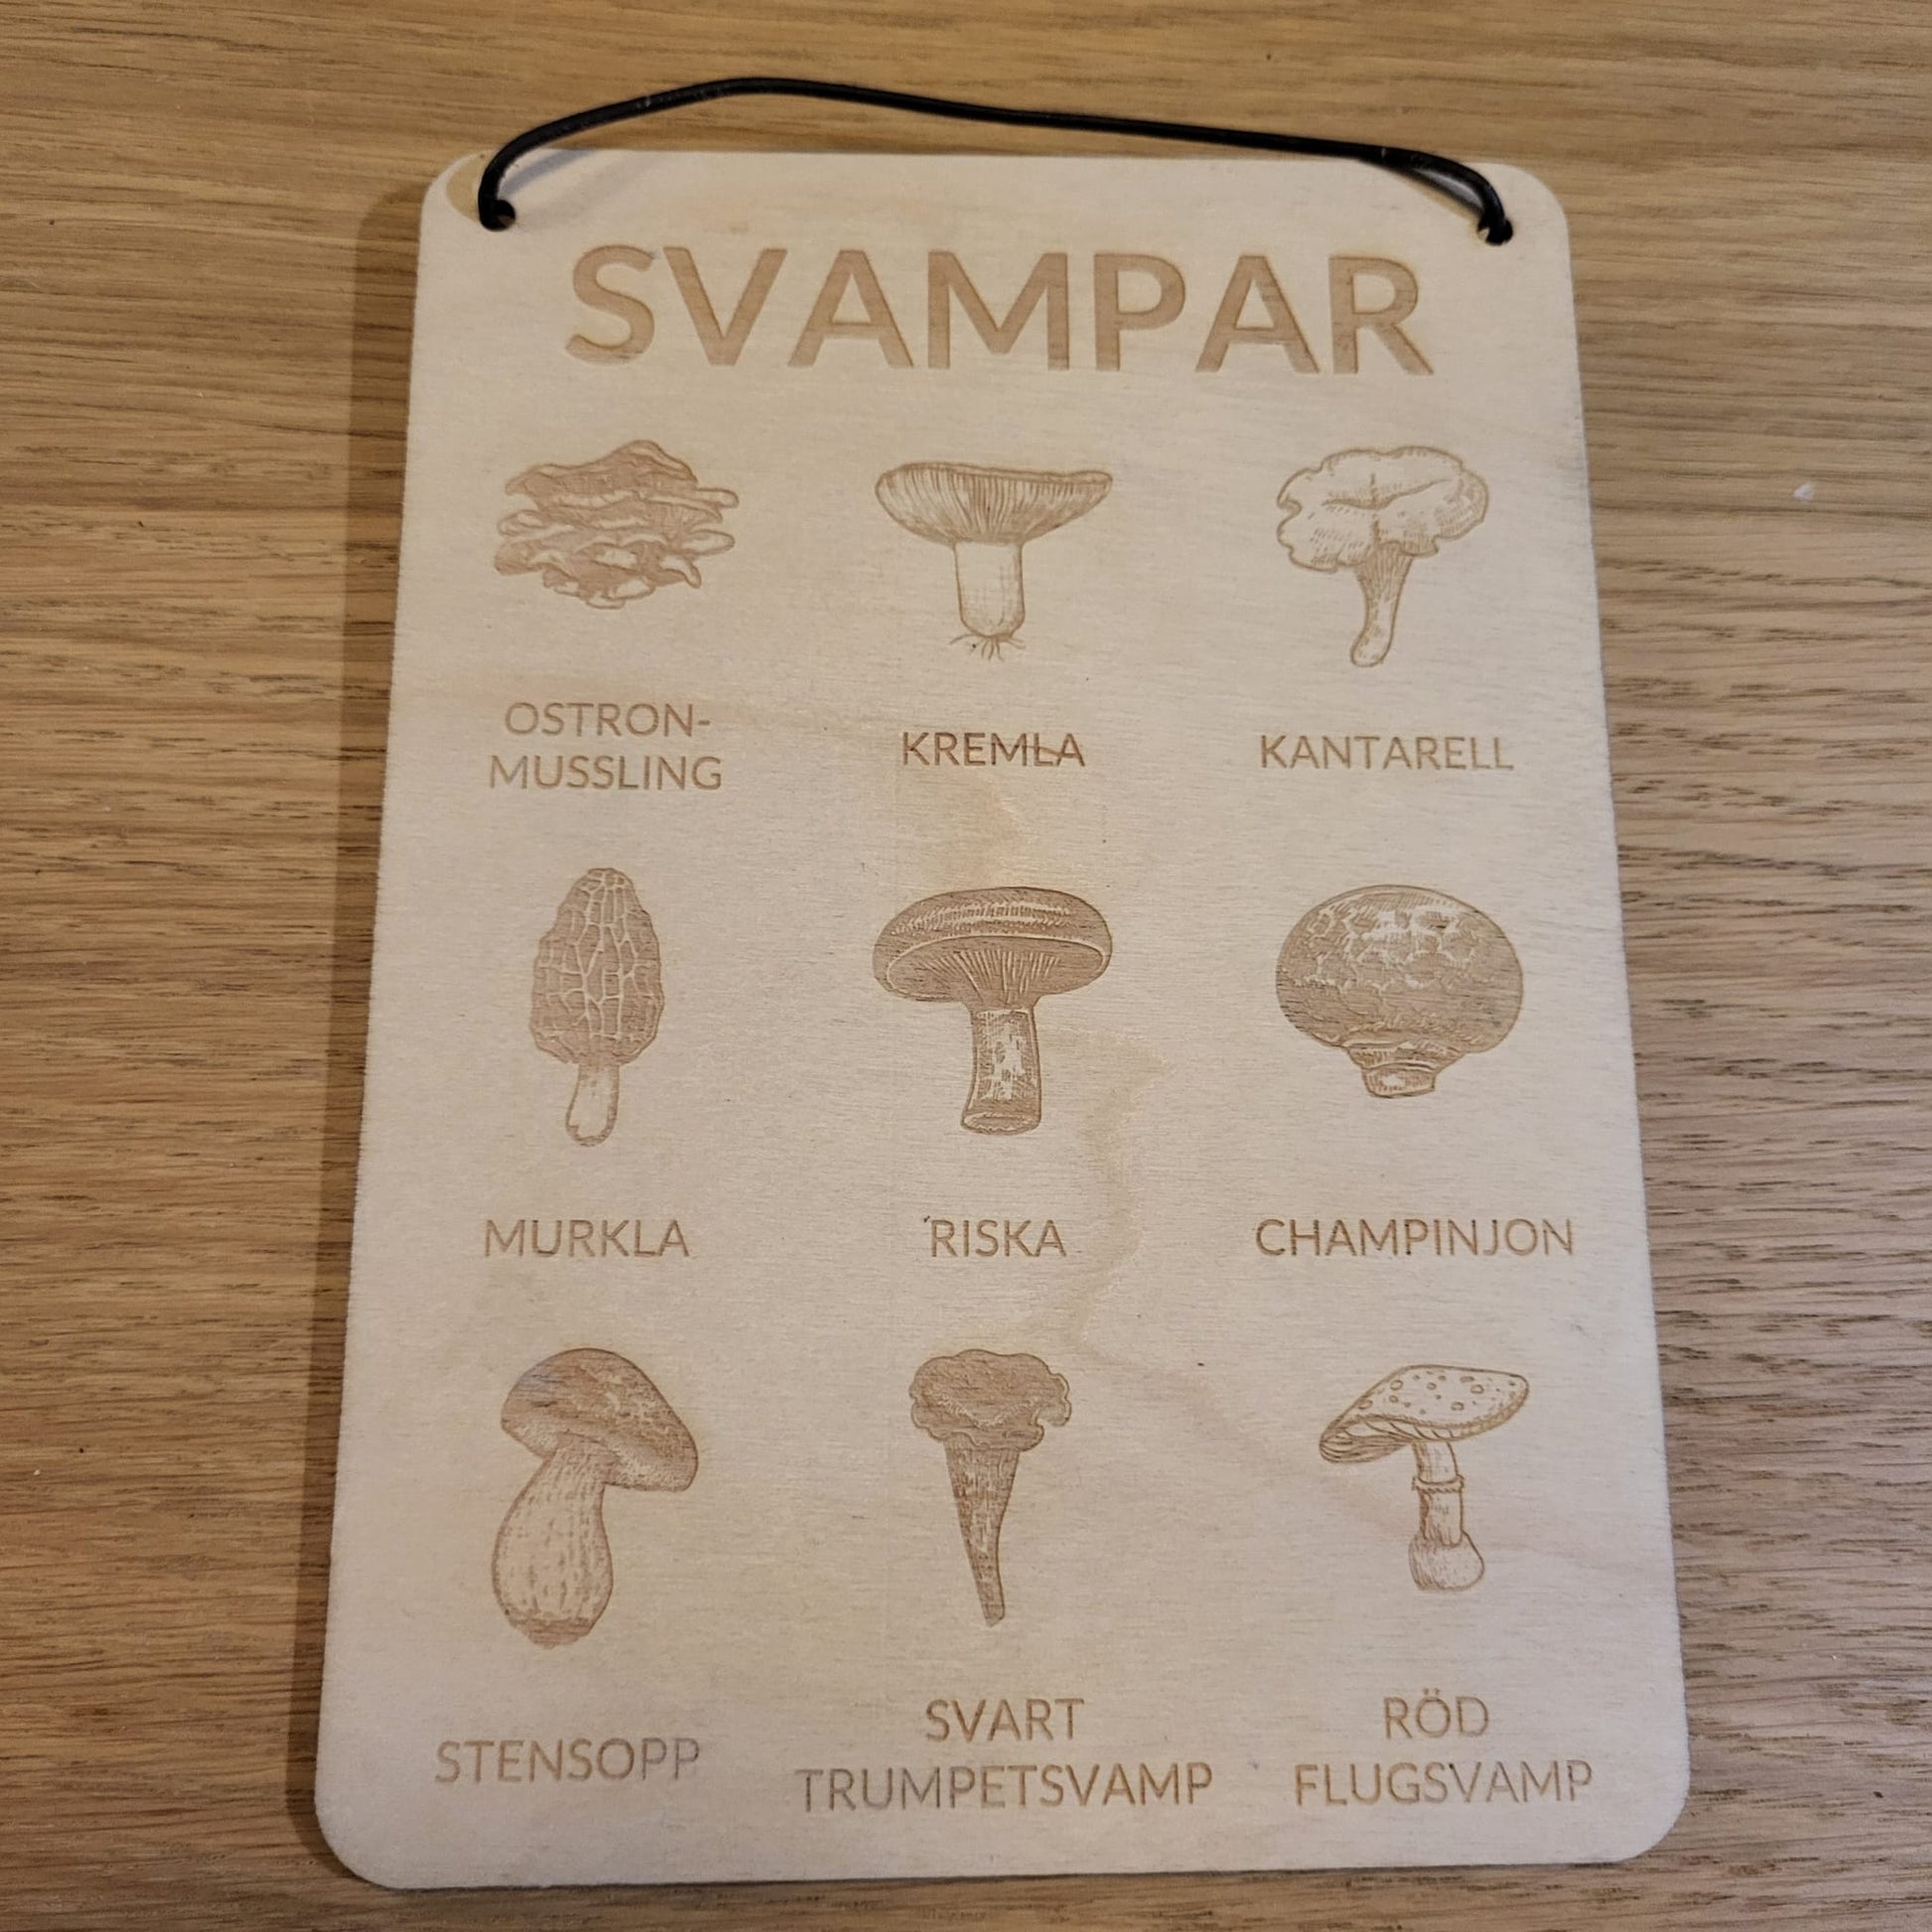 SVAMPAR
OSTRON-
MUSSLING
KREMLA
KANTARELL
MURKLA
RISKA
CHAMPINJON
STENSOPP
SVART
TRUMPETSVAMP
RÖD
FLUGSVAMP